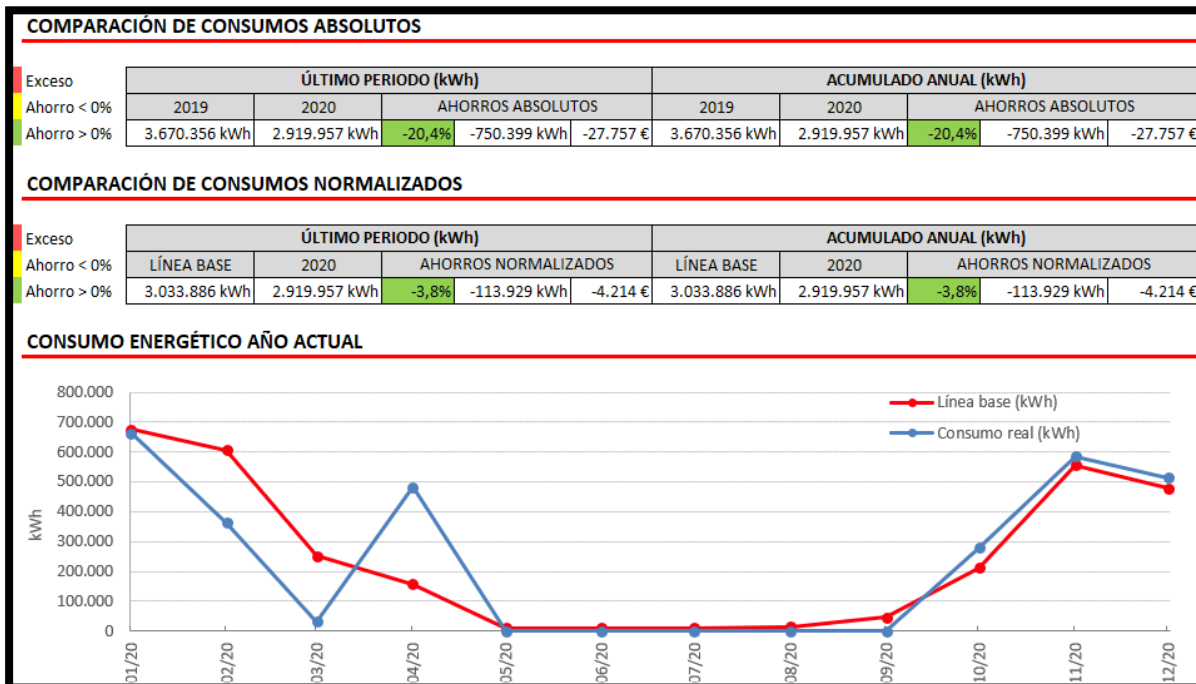 COMPARACIÓN DE CONSUMOS ABSOLUTOS
Exceso ÚLTIMO PERIODO (kWh) ACUMULADO ANUAL (kWh)
Ahorro < 0% 2019 2020 AHORROS ABSOLUTOS 2019 2020 AHORROS ABSOLUTOS
Ahorro > 0% 3.670.356 kWh 2.919.957 kWh -20,4% -750.399 kWh -27.757 € 3.670.356 kWh 2.919.957 kWh -20,4% -750.399 kWh -27.757 €
COMPARACIÓN DE CONSUMOS NORMALIZADOS
Exceso ÚLTIMO PERIODO (kWh) ACUMULADO ANUAL (kWh)
Ahorro < 0% LÍNEA BASE 2020 AHORROS NORMALIZADOS LÍNEA BASE 2020 AHORROS NORMALIZADOS
Ahorro > 0% 3.033.886 kWh 2.919.957 kWh -3,8% -113.929 kWh -4.214 € 3.033.886 kWh 2.919.957 kWh -3,8% -113.929 kWh -4.214 €
CONSUMO ENERGÉTICO AÑO ACTUAL
800.000
700.000
600.000
500.000
400.000
300.000
200.000
100.000
0
kWh
Línea base (kWh)
Consumo real (kWh)
01/20 02/20 03/20 04/20 05/20 06/20 07/20 08/20 09/20 10/20 11/20 12/20